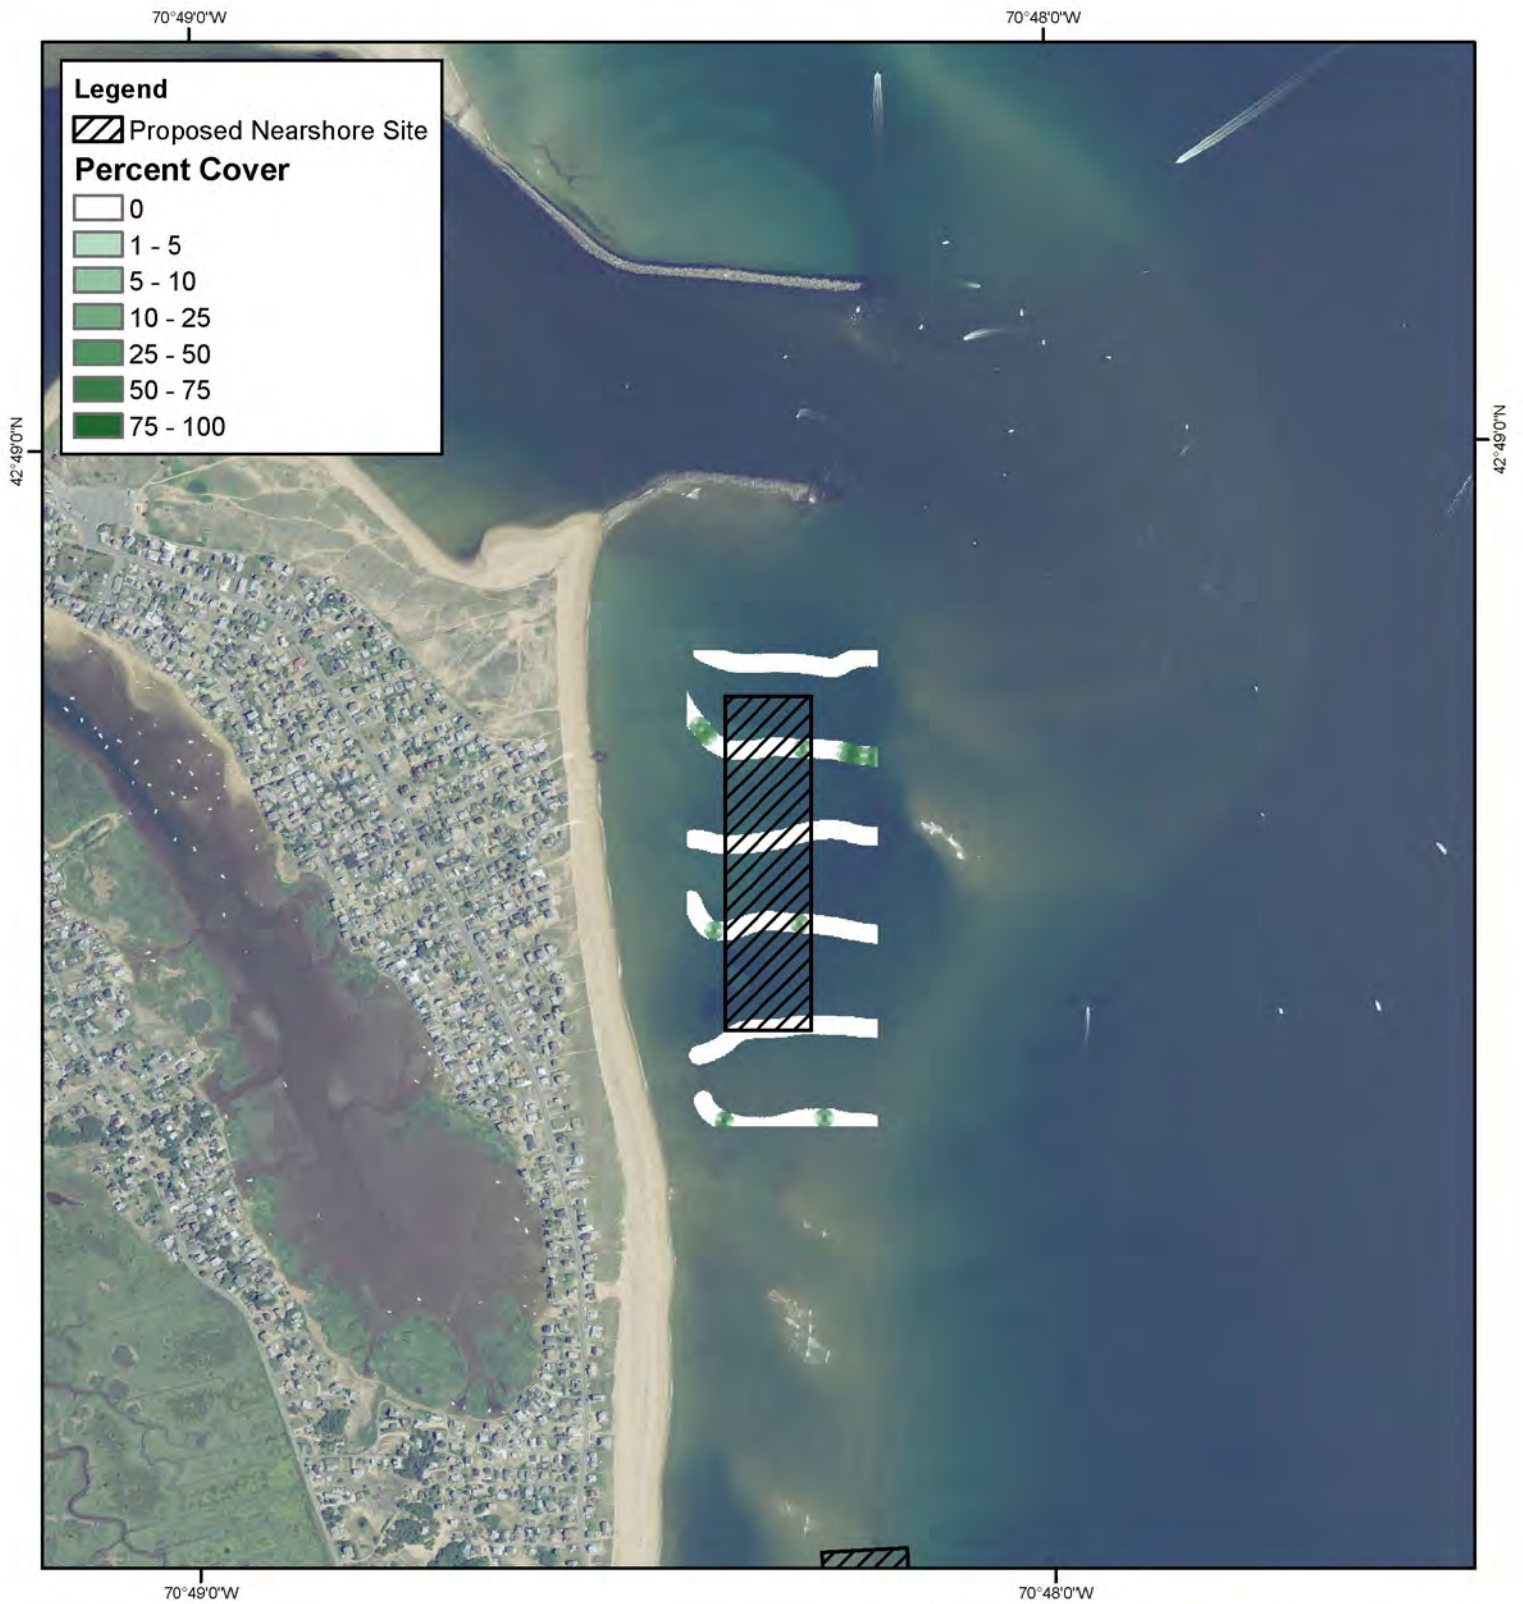 70°49'0"W
70°48'0"W
Legend
Proposed Nearshore Site
Percent Cover
0
1 - 5
5 - 10
10 - 25
25 - 50
50 - 75
75 - 100
42°49'0"N
42°49'0"N
70°49'0"W
70°48'0"W